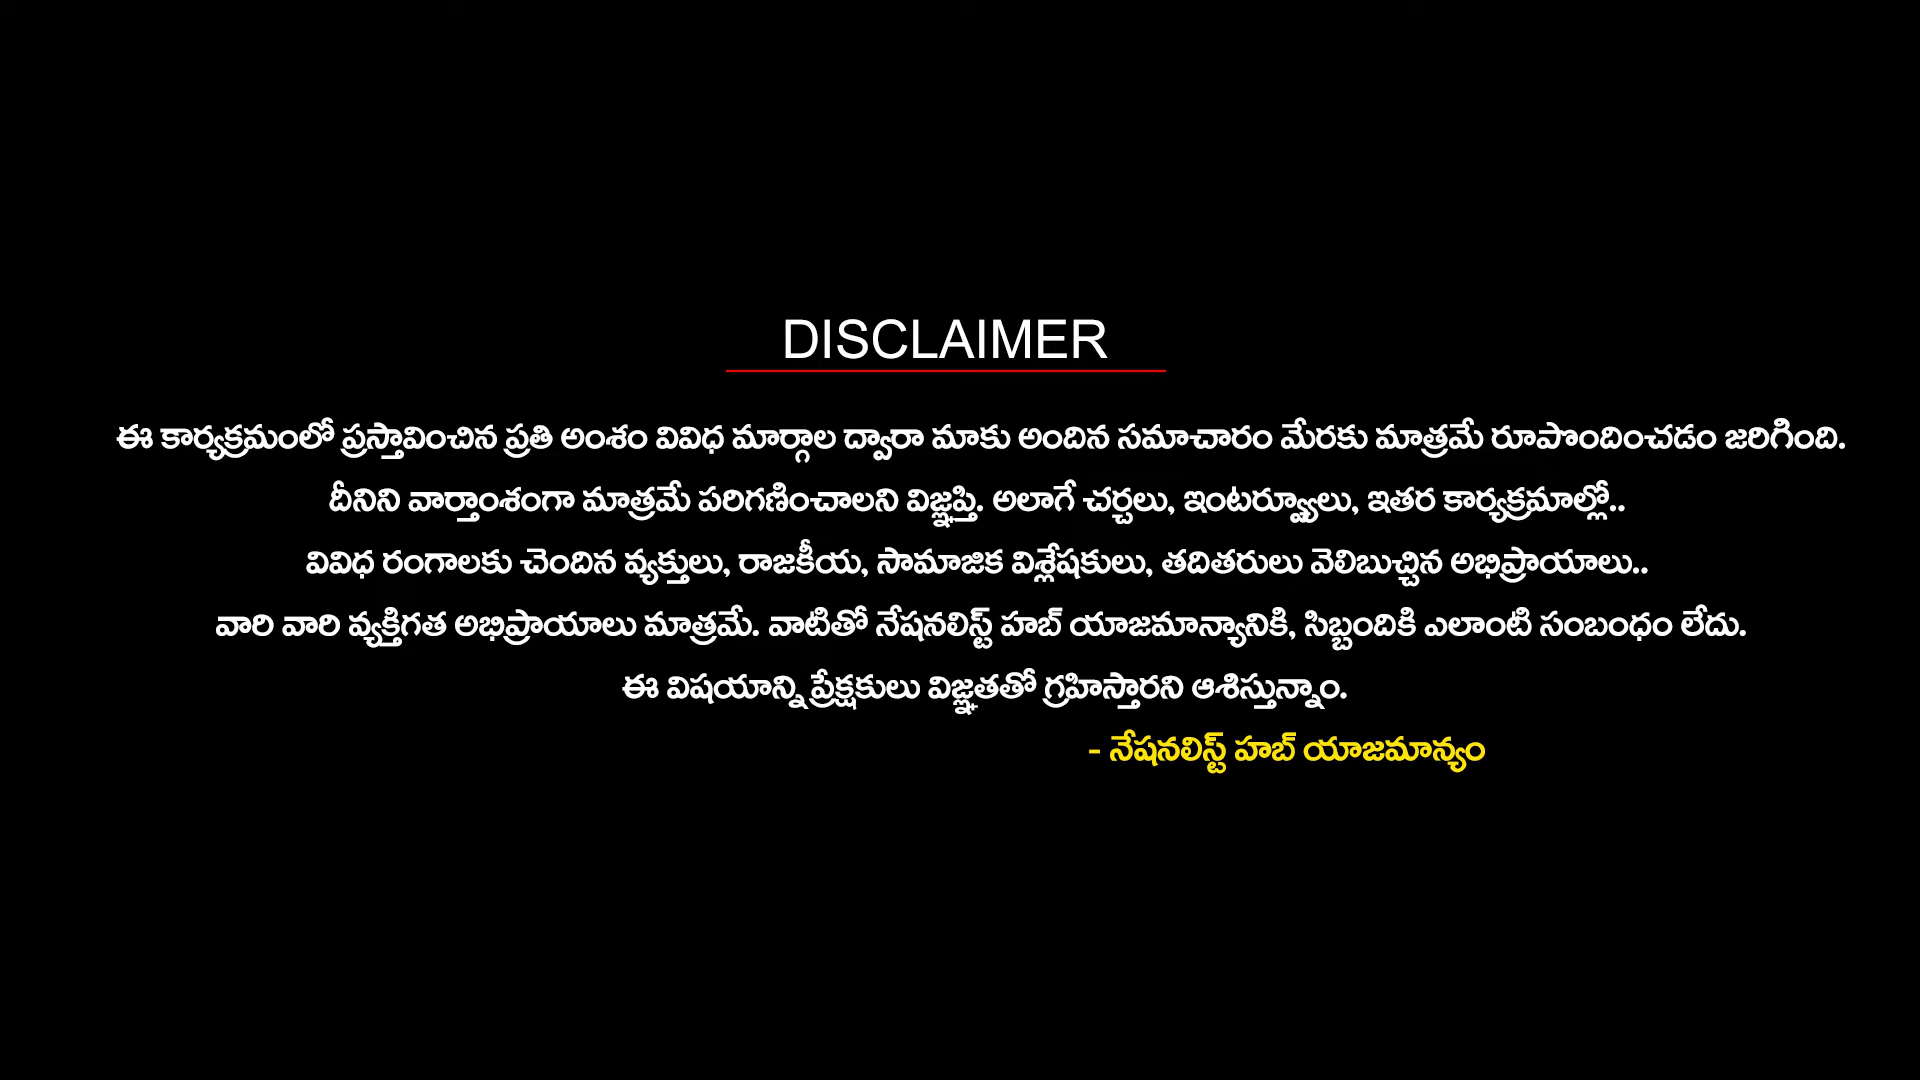 DISCLAIMER
ఈ కార్యక్రమంలో ప్రస్తావించిన ప్రతి అంశం వివిధ మార్గాల ద్వారా మాకు అందిన సమాచారం మేరకు మాత్రమే రూపొందించడం జరిగింది.
దీనిని వార్తాంశంగా మాత్రమే పరిగణించాలని విజ్ఞప్తి. అలాగే చర్చలు, ఇంటర్వ్యూలు, ఇతర కార్యక్రమాల్లో..
వివిధ రంగాలకు చెందిన వ్యక్తులు, రాజకీయ, సామాజిక విశ్లేషకులు, తదితరులు వెలిబుచ్చిన అభిప్రాయాలు..
వారి వారి వ్యక్తిగత అభిప్రాయాలు మాత్రమే. వాటితో నేషనలిస్ట్ హబ్ యాజమాన్యానికి, సిబ్బందికి ఎలాంటి సంబంధం లేదు.
ఈ విషయాన్ని ప్రేక్షకులు విజ్ఞతతో గ్రహిస్తారని ఆశిస్తున్నాం.
- నేషనలిస్ట్ హబ్ యాజమాన్యం